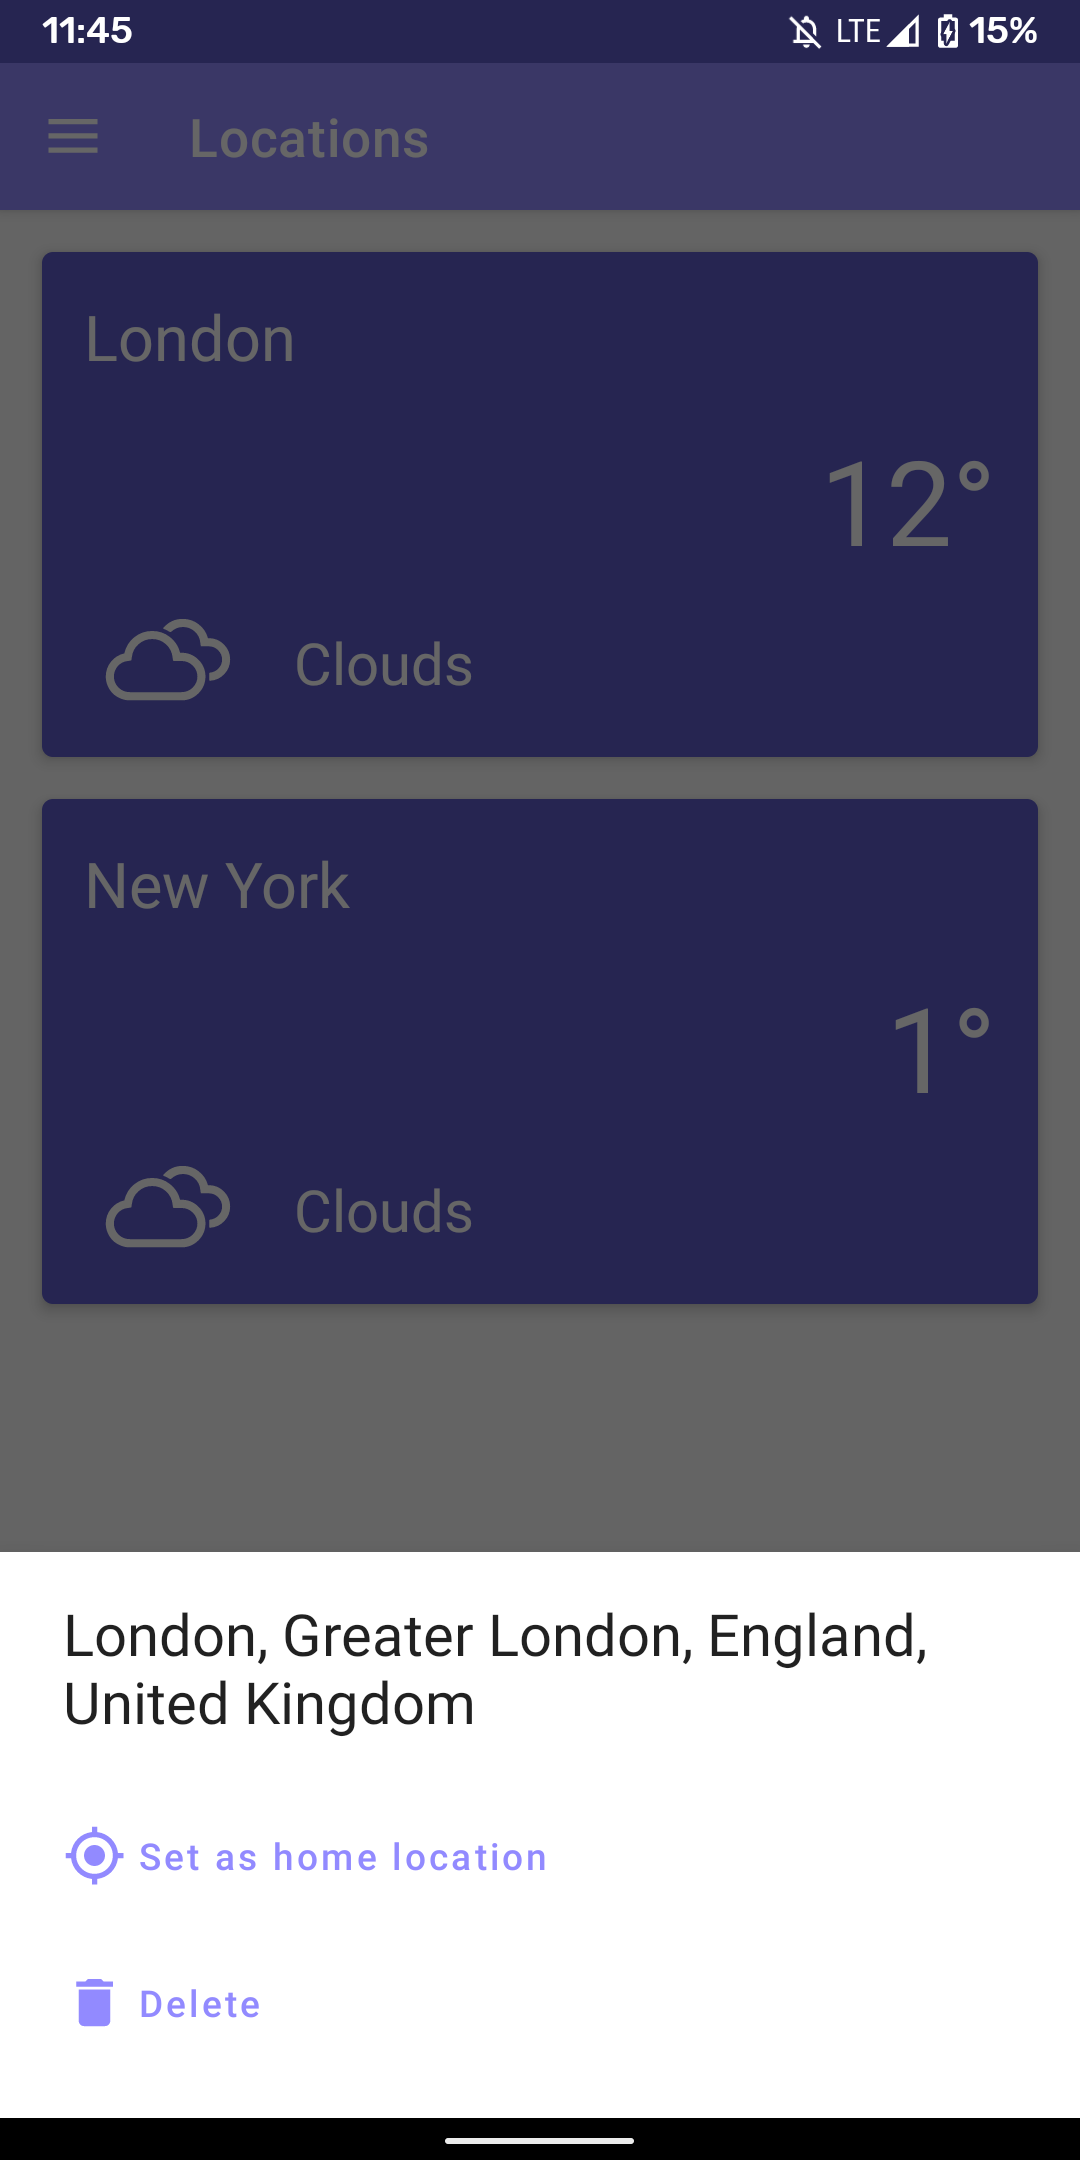 11:45
LTE
15%
Locations
London
12°
Clouds
New York
1°
Clouds
London, Greater London, England,
United Kingdom
Set as home location
Delete